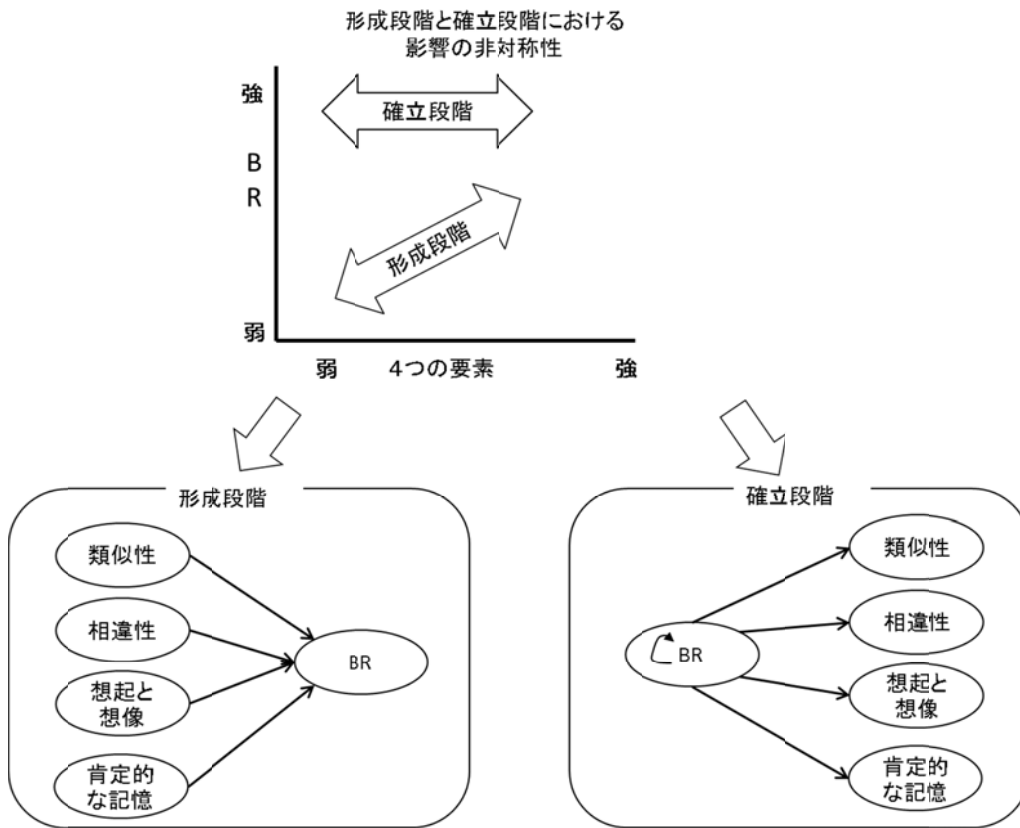 形成段階と確立段階における
影響の非対称性
強
確立段階
B
R
形成段階
弱
弱 4つの要素 強
形成段階
類似性
相違性
想起と
想像
肯定的
な記憶
BR
確立段階
BR
類似性
相違性
想起と
想像
肯定的
な記憶